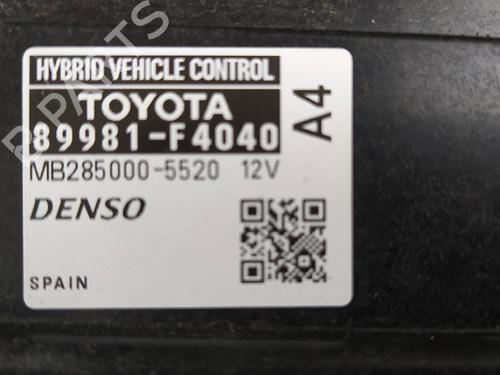 HYBRID VEHICLE CONTROL
TOYOTA
89981-F4040
A4
MB285000-5520 12V
DENSO
SPAIN